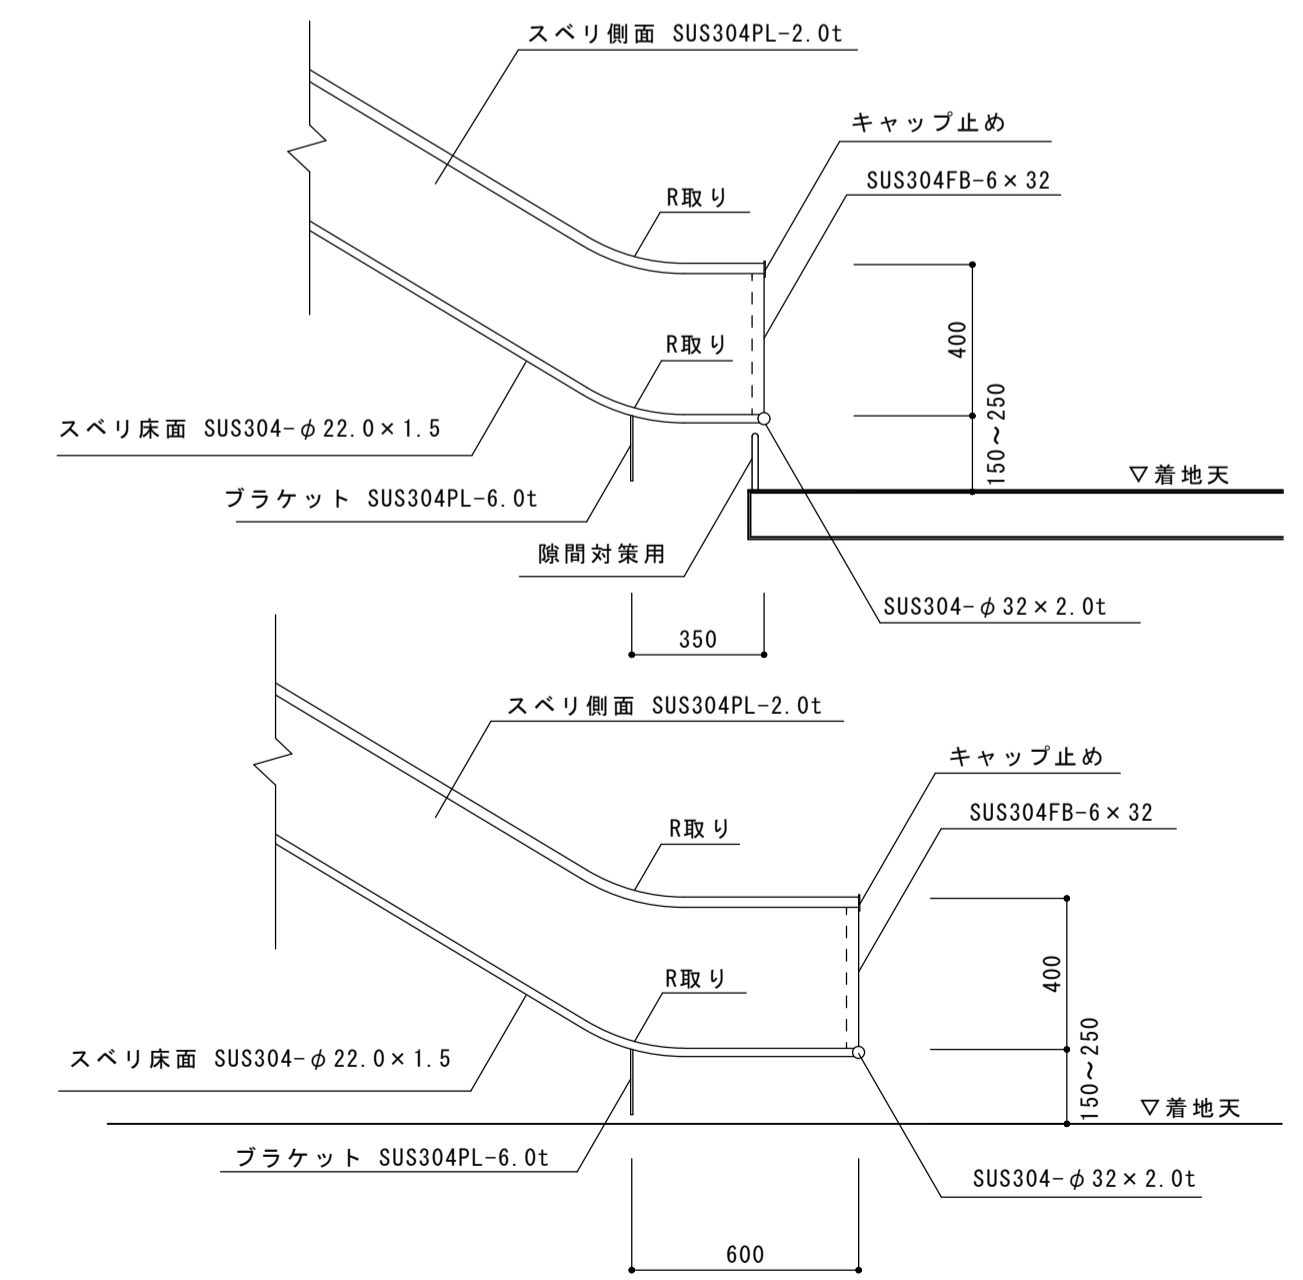 スベリ側面 SUS304PL-2.0t
キャップ止め
SUS304FB-6×32
R取り
400
R取り
150～250
スベリ床面 SUS304-φ22.0×1.5
▽着地天
ブラケット SUS304PL-6.0t
隙間対策用
SUS304-φ32×2.0t
350
スベリ側面 SUS304PL-2.0t
キャップ止め
SUS304FB-6×32
R取り
400
R取り
150～250
スベリ床面 SUS304-φ22.0×1.5
▽着地天
ブラケット SUS304PL-6.0t
SUS304-φ32×2.0t
600